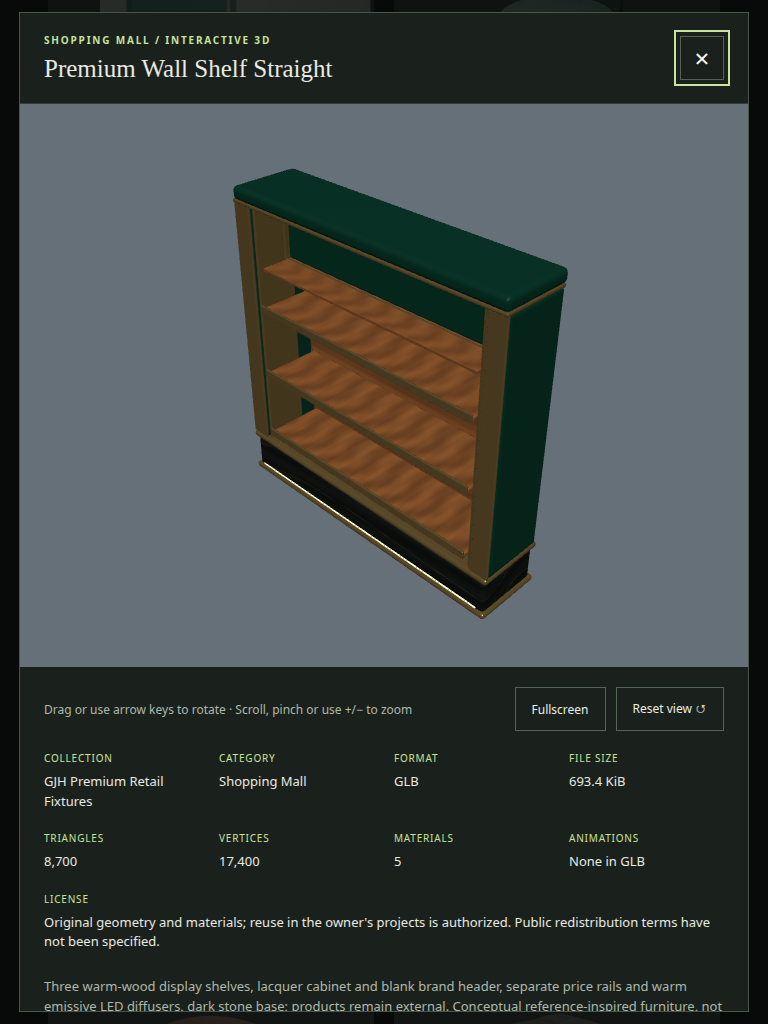 SHOPPING MALL / INTERACTIVE 3D
Premium Wall Shelf Straight
✕
Drag or use arrow keys to rotate · Scroll, pinch or use +/− to zoom
Fullscreen
Reset view ↺
COLLECTION
GJH Premium Retail
Fixtures
CATEGORY
Shopping Mall
FORMAT
GLB
FILE SIZE
693.4 KiB
TRIANGLES
8,700
VERTICES
17,400
MATERIALS
5
ANIMATIONS
None in GLB
LICENSE
Original geometry and materials; reuse in the owner's projects is authorized. Public redistribution terms have
not been specified.
Three warm-wood display shelves, lacquer cabinet and blank brand header, separate price rails and warm
emissive LED diffusers, dark stone base; products remain external. Conceptual reference-inspired furniture, not